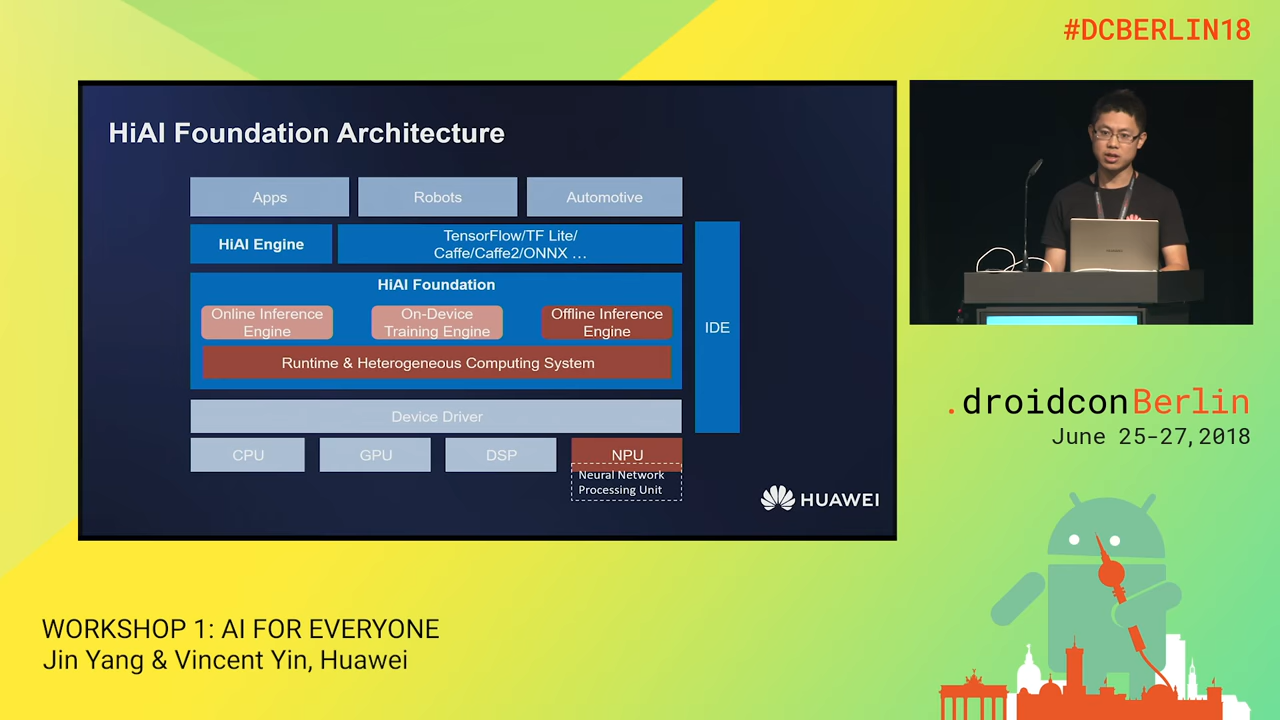 #DCBERLIN18
HiAI Foundation Architecture
Apps
Robots
Automotive
HiAI Engine
TensorFlow/TF Lite/
Caffe/Caffe2/ONNX ...
HiAI Foundation
Online Inference
Engine
On-Device
Training Engine
Offline Inference
Engine
Runtime & Heterogeneous Computing System
IDE
Device Driver
CPU
GPU
DSP
NPU
Neural Network
Processing Unit
HUAWEI
.droidconBerlin
June 25-27,2018
WORKSHOP 1: AI FOR EVERYONE
Jin Yang & Vincent Yin, Huawei